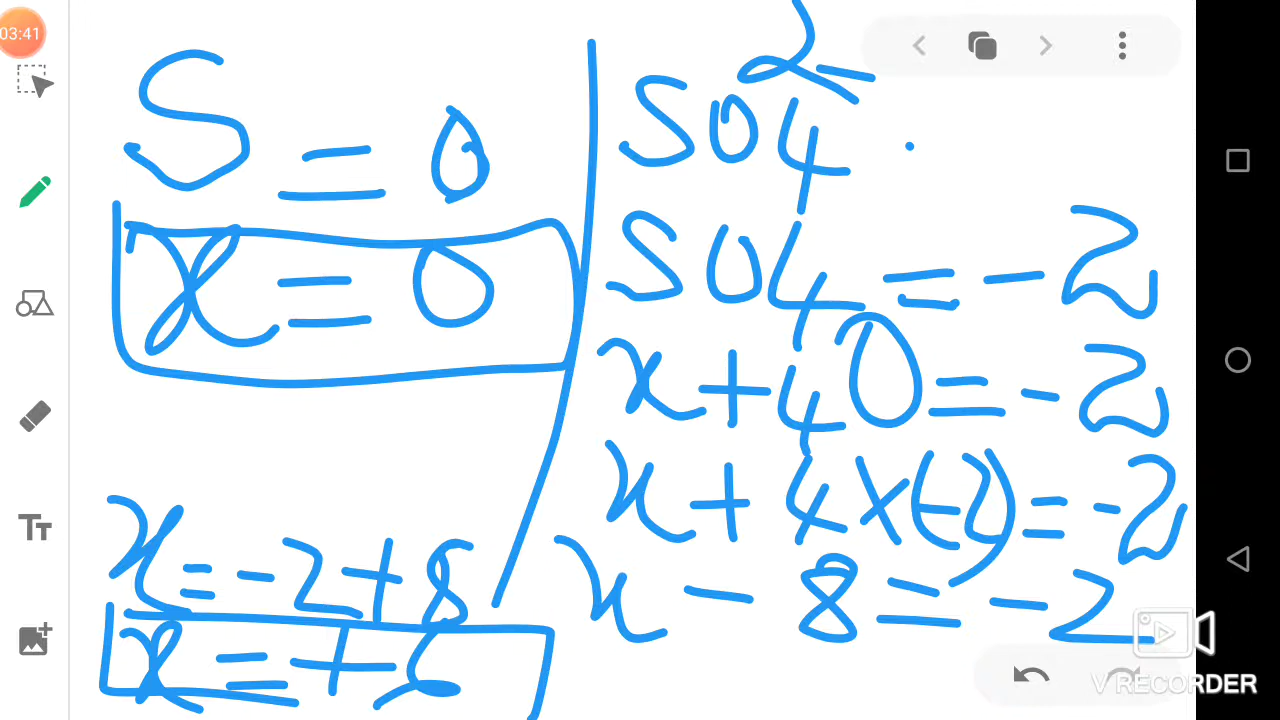 03:41
S = 0
x = 0
2-
SO4
SO4 = -2
x + 4O = -2
x + 4 x (-2) = -2
x - 8 = -2
x = -2 + 8
x = + 6
TT
V RECORDER